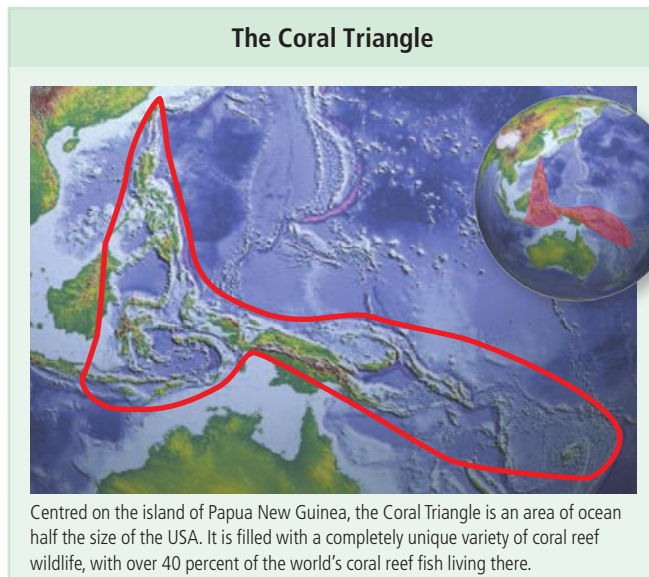 The Coral Triangle
Centred on the island of Papua New Guinea, the Coral Triangle is an area of ocean
half the size of the USA. It is filled with a completely unique variety of coral reef
wildlife, with over 40 percent of the world's coral reef fish living there.